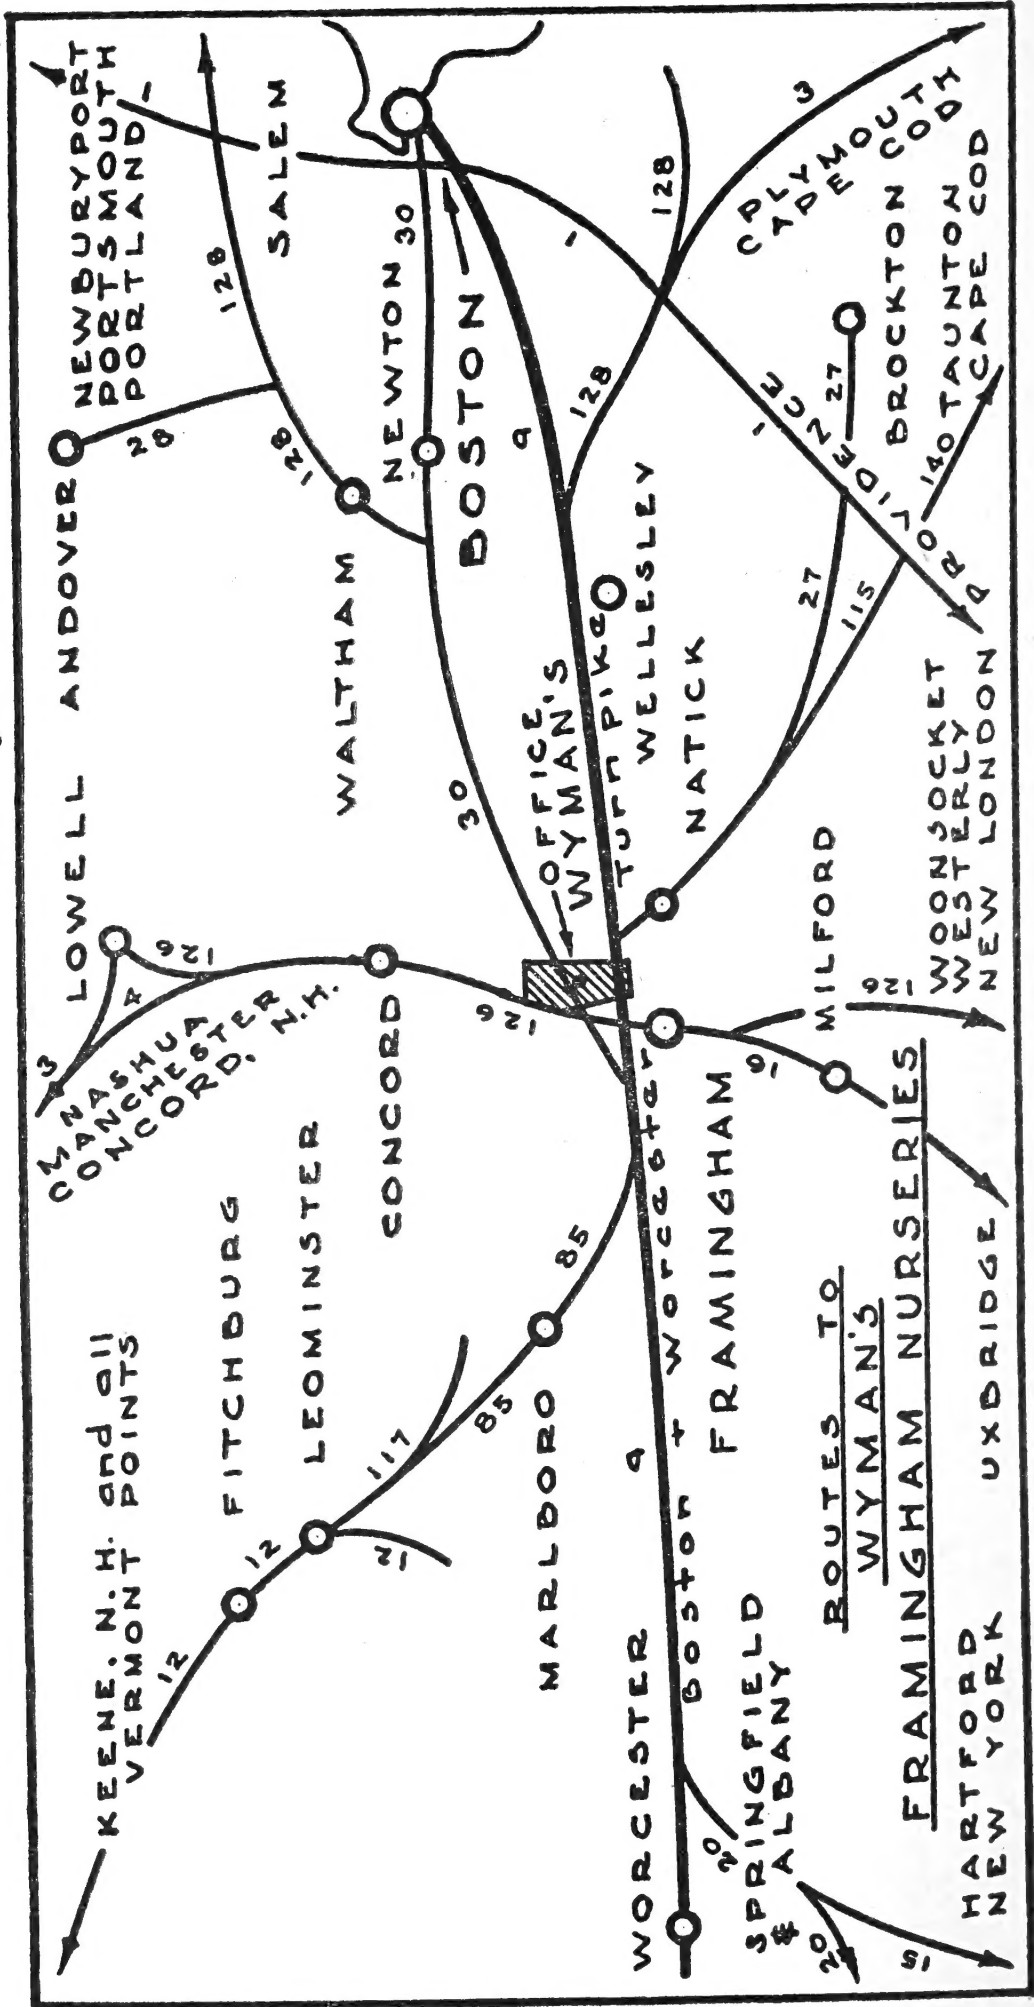 KEENE, N.H. and all
VERMONT POINTS
12
12
FITCHBURG
LEOMINSTER
12
117
85
85
MARLBORO
3
NASHUA
MANCHESTER
CONCORD, N.H.
4
126
LOWELL
ANDOVER
CONCORD
126
28
NEWBURYPORT
PORTSMOUTH
PORTLAND
1
128
128
SALEM
WALTHAM
NEWTON
30
30
BOSTON
OFFICE
WYMAN'S
9
128
128
TURNPIKE
WELLESLEY
NATICK
WORCESTER
9
Boston + Worcester
FRAMINGHAM
1
3
PLYMOUTH
CAPE COD
1
PROVIDENCE
27
27
BROCKTON
115
140
TAUNTON
CAPE COD
MILFORD
16
126
WOONSOCKET
WESTERLY
NEW LONDON
UXBRIDGE
20
SPRINGFIELD
& ALBANY
20
15
HARTFORD
NEW YORK
ROUTES TO
WYMAN'S
FRAMINGHAM NURSERIES